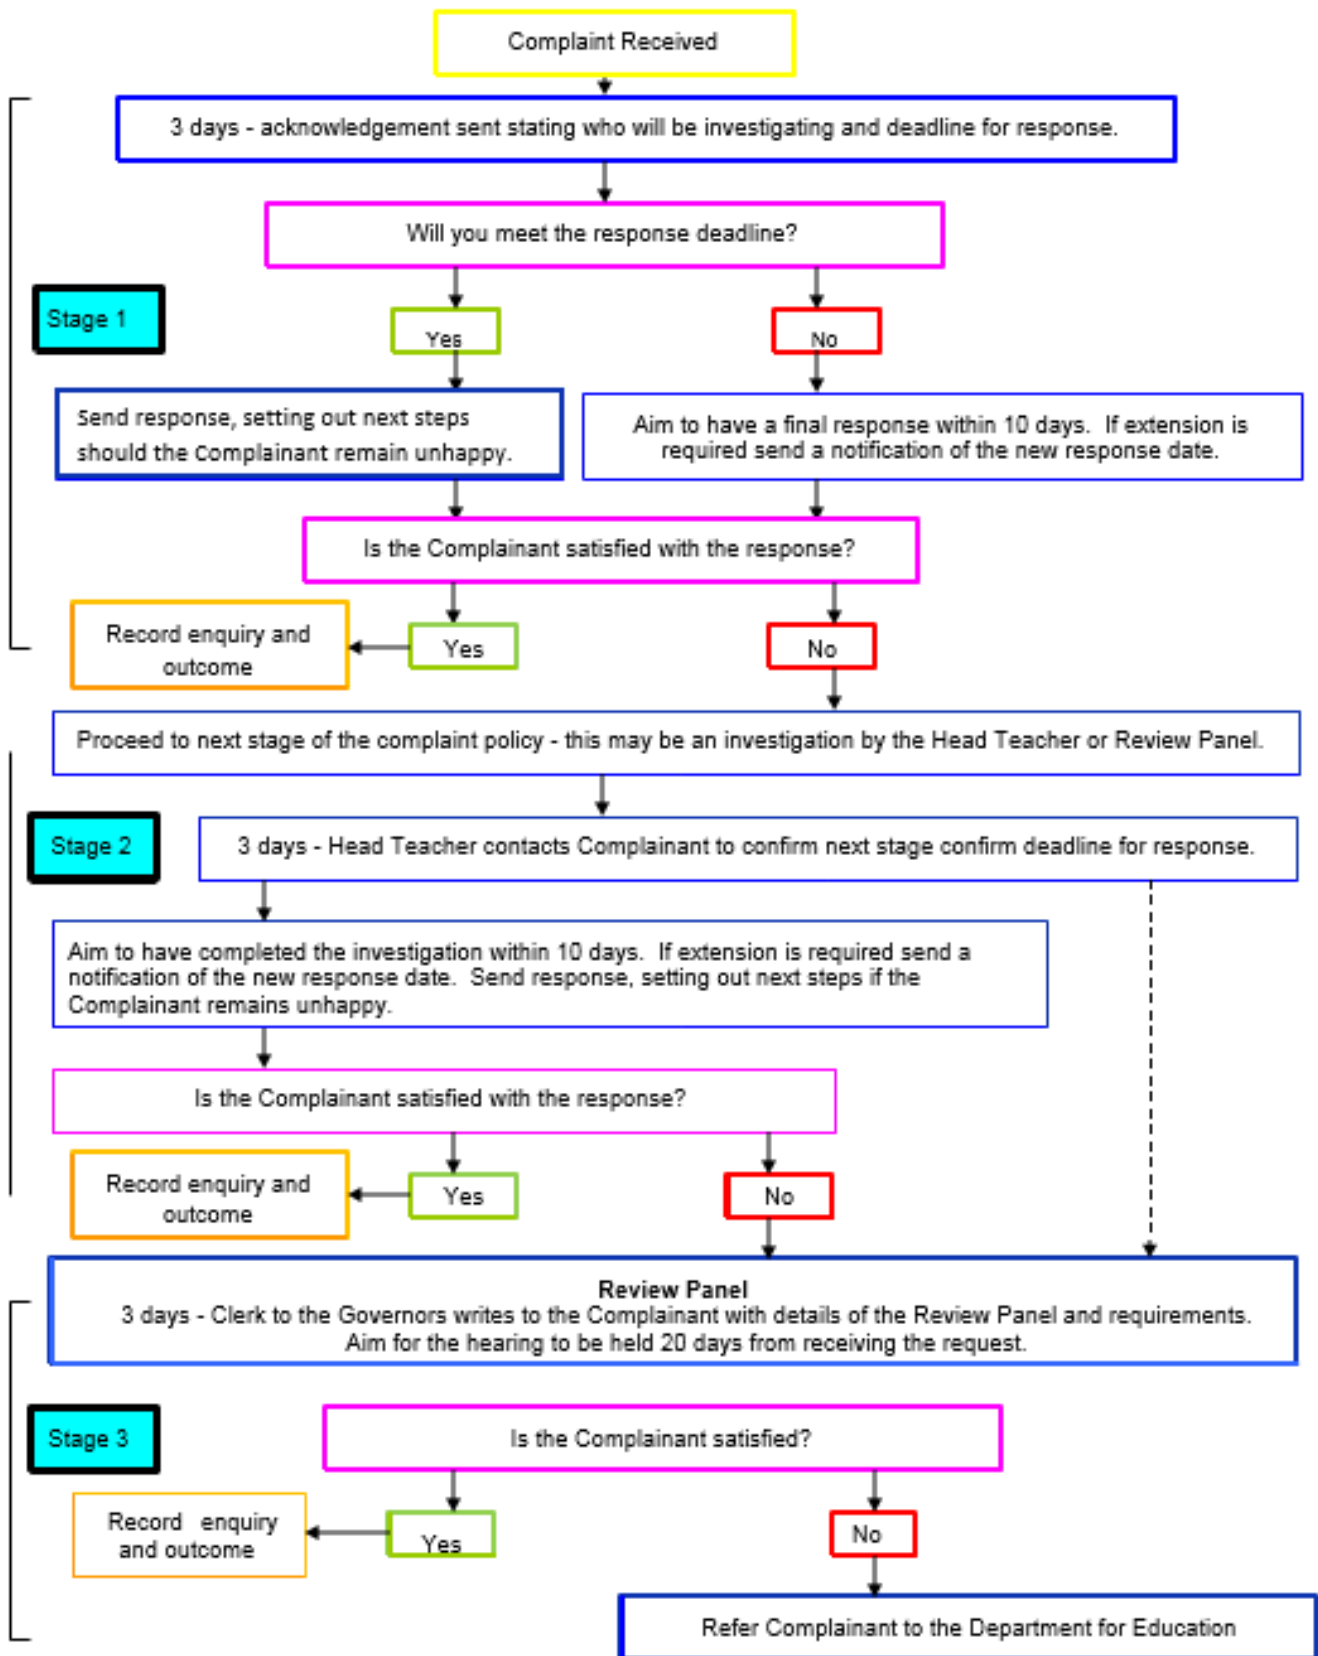 Complaint Received
3 days - acknowledgement sent stating who will be investigating and deadline for response.
Will you meet the response deadline?
Stage 1
Yes
No
Send response, setting out next steps
should the Complainant remain unhappy.
Aim to have a final response within 10 days.  If extension is
required send a notification of the new response date.
Is the Complainant satisfied with the response?
Record enquiry and
outcome
Yes
No
Proceed to next stage of the complaint policy - this may be an investigation by the Head Teacher or Review Panel.
Stage 2
3 days - Head Teacher contacts Complainant to confirm next stage confirm deadline for response.
Aim to have completed the investigation within 10 days.  If extension is required send a
notification of the new response date.  Send response, setting out next steps if the
Complainant remains unhappy.
Is the Complainant satisfied with the response?
Record enquiry and
outcome
Yes
No
Review Panel
3 days - Clerk to the Governors writes to the Complainant with details of the Review Panel and requirements.
Aim for the hearing to be held 20 days from receiving the request.
Stage 3
Is the Complainant satisfied?
Record enquiry
and outcome
Yes
No
Refer Complainant to the Department for Education